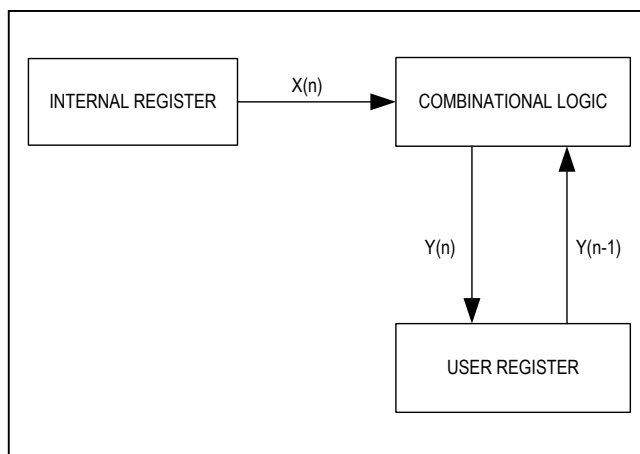 INTERNAL REGISTER
X(n)
COMBINATIONAL LOGIC
Y(n)
Y(n-1)
USER REGISTER